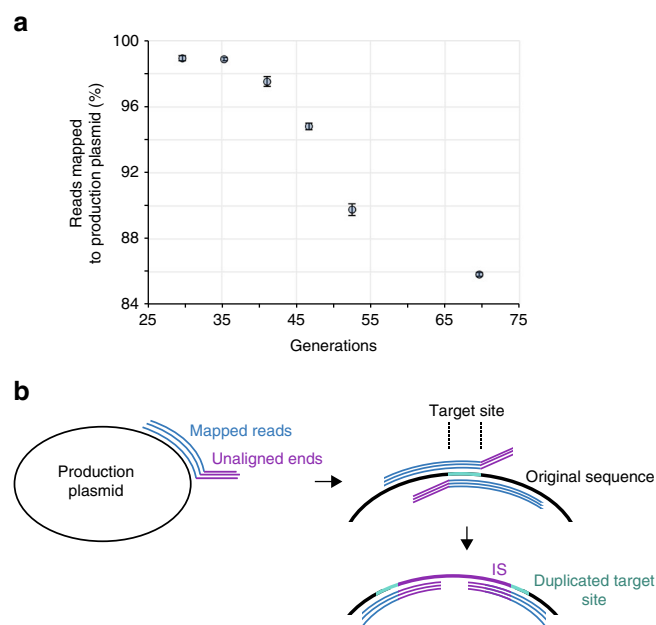 a
Reads mapped
to production plasmid (%)
100
96
92
88
84
25
35
45
55
65
75
Generations
b
Mapped reads
Unaligned ends
Production
plasmid
Target site
Original sequence
IS
Duplicated target
site